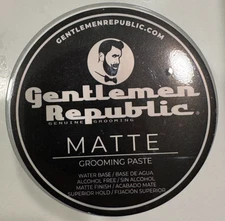 GENTLEMENREPUBLIC.COM
Gentlemen
Republic®
GENUINE GROOMING
MATTE
GROOMING PASTE
WATER BASE / BASE DE AGUA
ALCOHOL FREE / SIN ALCOHOL
MATTE FINISH / ACABADO MATE
SUPERIOR HOLD / FIJACIÓN SUPERIOR